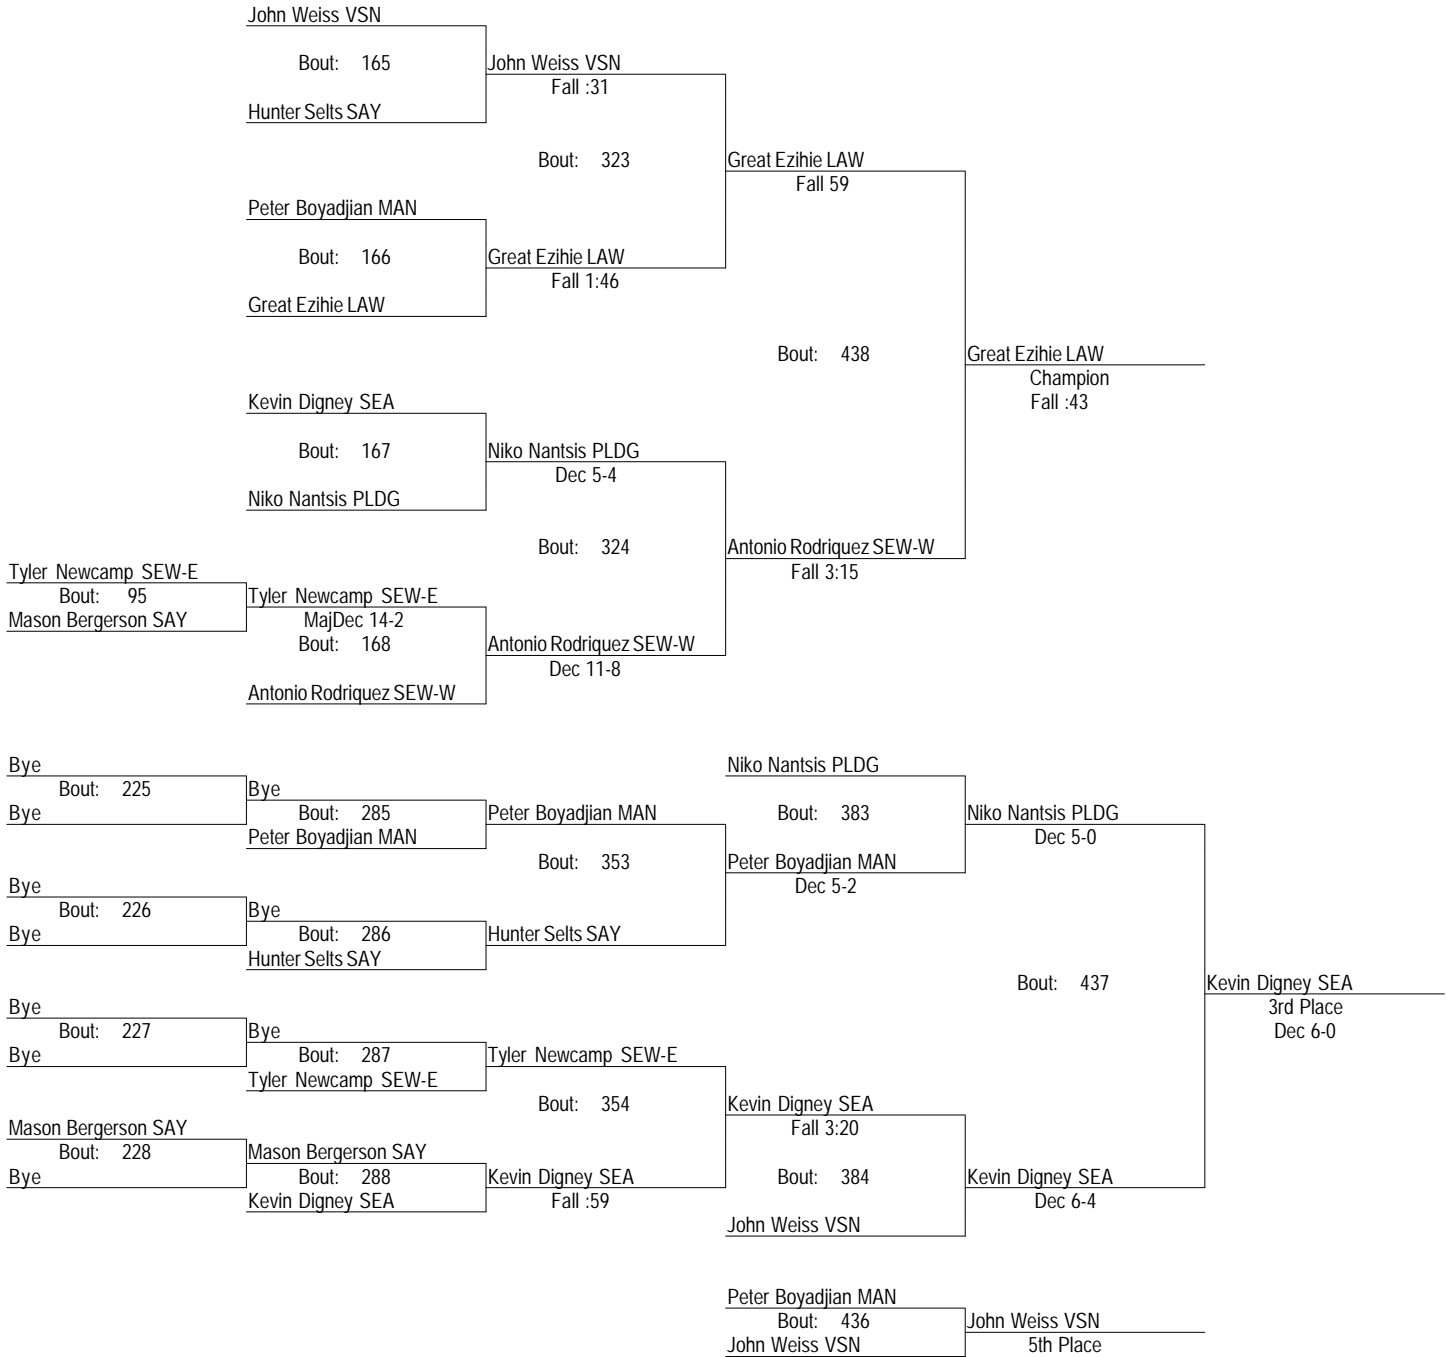 John Weiss VSN
Bout: 165 John Weiss VSN
Fall :31
Hunter Selts SAY
Bout: 323 Great Ezihie LAW
Fall 59
Peter Boyadjian MAN
Bout: 166 Great Ezihie LAW
Fall 1:46
Great Ezihie LAW
Bout: 438 Great Ezihie LAW
Champion
Fall :43
Kevin Digney SEA
Bout: 167 Niko Nantsis PLDG
Dec 5-4
Niko Nantsis PLDG
Bout: 324 Antonio Rodriquez SEW-W
Tyler Newcamp SEW-E Fall 3:15
Bout: 95 Tyler Newcamp SEW-E
Mason Bergerson SAY MajDec 14-2
Bout: 168 Antonio Rodriquez SEW-W
Dec 11-8
Antonio Rodriquez SEW-W
Bye Niko Nantsis PLDG
Bout: 225 Bye
Bye Bout: 285 Peter Boyadjian MAN Bout: 383 Niko Nantsis PLDG
Peter Boyadjian MAN Dec 5-0
Bout: 353 Peter Boyadjian MAN
Bye Dec 5-2
Bout: 226 Bye
Bye Bout: 286 Hunter Selts SAY
Hunter Selts SAY
Bout: 437 Kevin Digney SEA
Bye 3rd Place
Bout: 227 Bye Dec 6-0
Bye Bout: 287 Tyler Newcamp SEW-E
Tyler Newcamp SEW-E
Bout: 354 Kevin Digney SEA
Mason Bergerson SAY Fall 3:20
Bout: 228 Mason Bergerson SAY
Bye Bout: 288 Kevin Digney SEA Bout: 384 Kevin Digney SEA
Kevin Digney SEA Fall :59 Dec 6-4
John Weiss VSN
Peter Boyadjian MAN
Bout: 436 John Weiss VSN
John Weiss VSN 5th Place